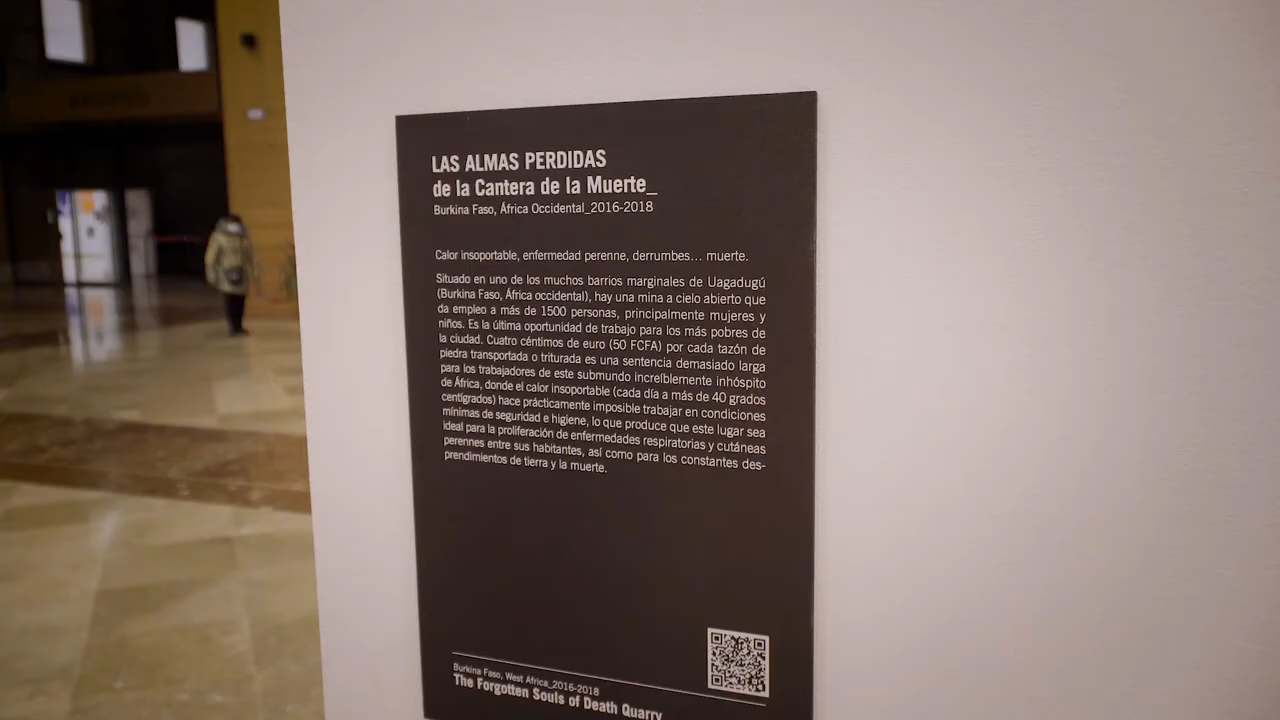 LAS ALMAS PERDIDAS
de la Cantera de la Muerte_
Burkina Faso, África Occidental_2016-2018
Calor insoportable, enfermedad perenne, derrumbes... muerte.
Situado en uno de los muchos barrios marginales de Uagadugú
(Burkina Faso, África occidental), hay una mina a cielo abierto que
da empleo a más de 1500 personas, principalmente mujeres y
niños. Es la última oportunidad de trabajo para los más pobres de
la ciudad. Cuatro céntimos de euro (50 FCFA) por cada tazón de
piedra transportada o triturada es una sentencia demasiado larga
para los trabajadores de este submundo increíblemente inhóspito
de África, donde el calor insoportable (cada día a más de 40 grados
centígrados) hace prácticamente imposible trabajar en condiciones
mínimas de seguridad e higiene, lo que produce que este lugar sea
ideal para la proliferación de enfermedades respiratorias y cutáneas
perennes entre sus habitantes, así como para los constantes des-
prendimientos de tierra y la muerte.
Burkina Faso, West Africa_2016-2018
The Forgotten Souls of Death Quarry